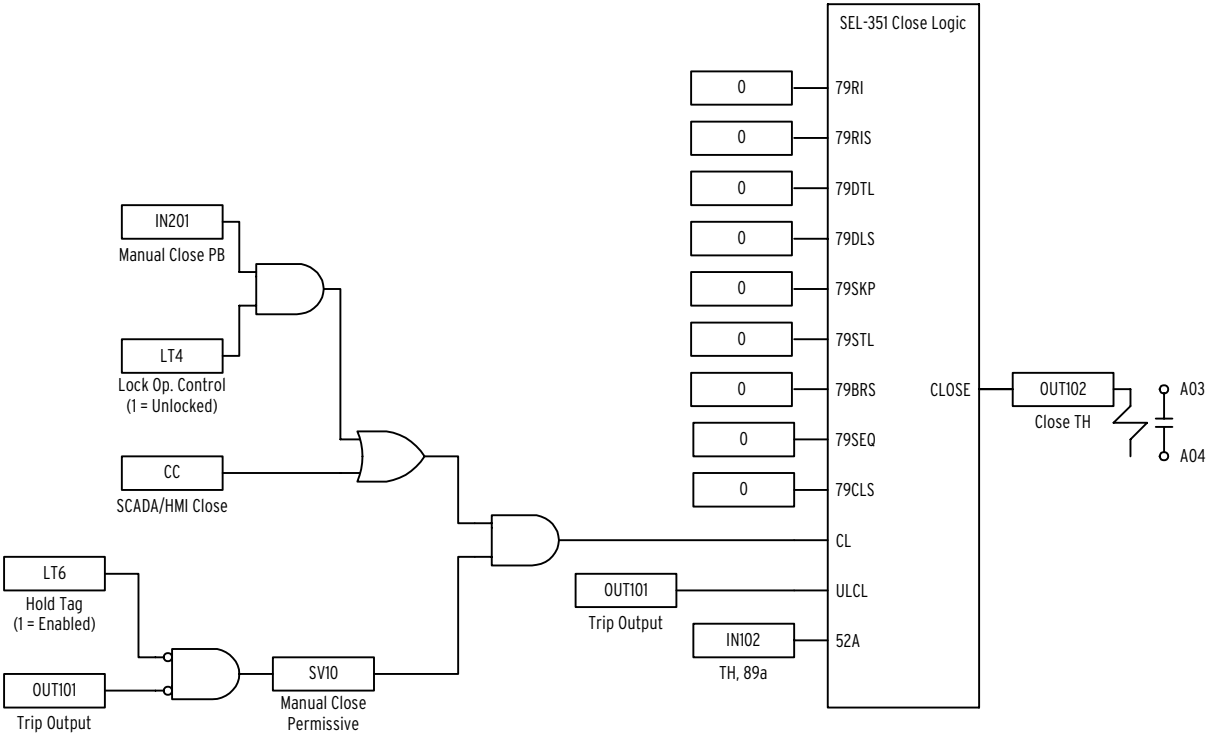 SEL-351 Close Logic
0
79RI
0
79RIS
0
79DTL
0
79DLS
0
79SKP
0
79STL
0
79BRS
0
79SEQ
0
79CLS
IN201
Manual Close PB
LT4
Lock Op. Control
(1 = Unlocked)
CC
SCADA/HMI Close
LT6
Hold Tag
(1 = Enabled)
OUT101
Trip Output
SV10
Manual Close
Permissive
CL
OUT101
Trip Output
ULCL
IN102
TH, 89a
52A
CLOSE
OUT102
Close TH
A03
A04